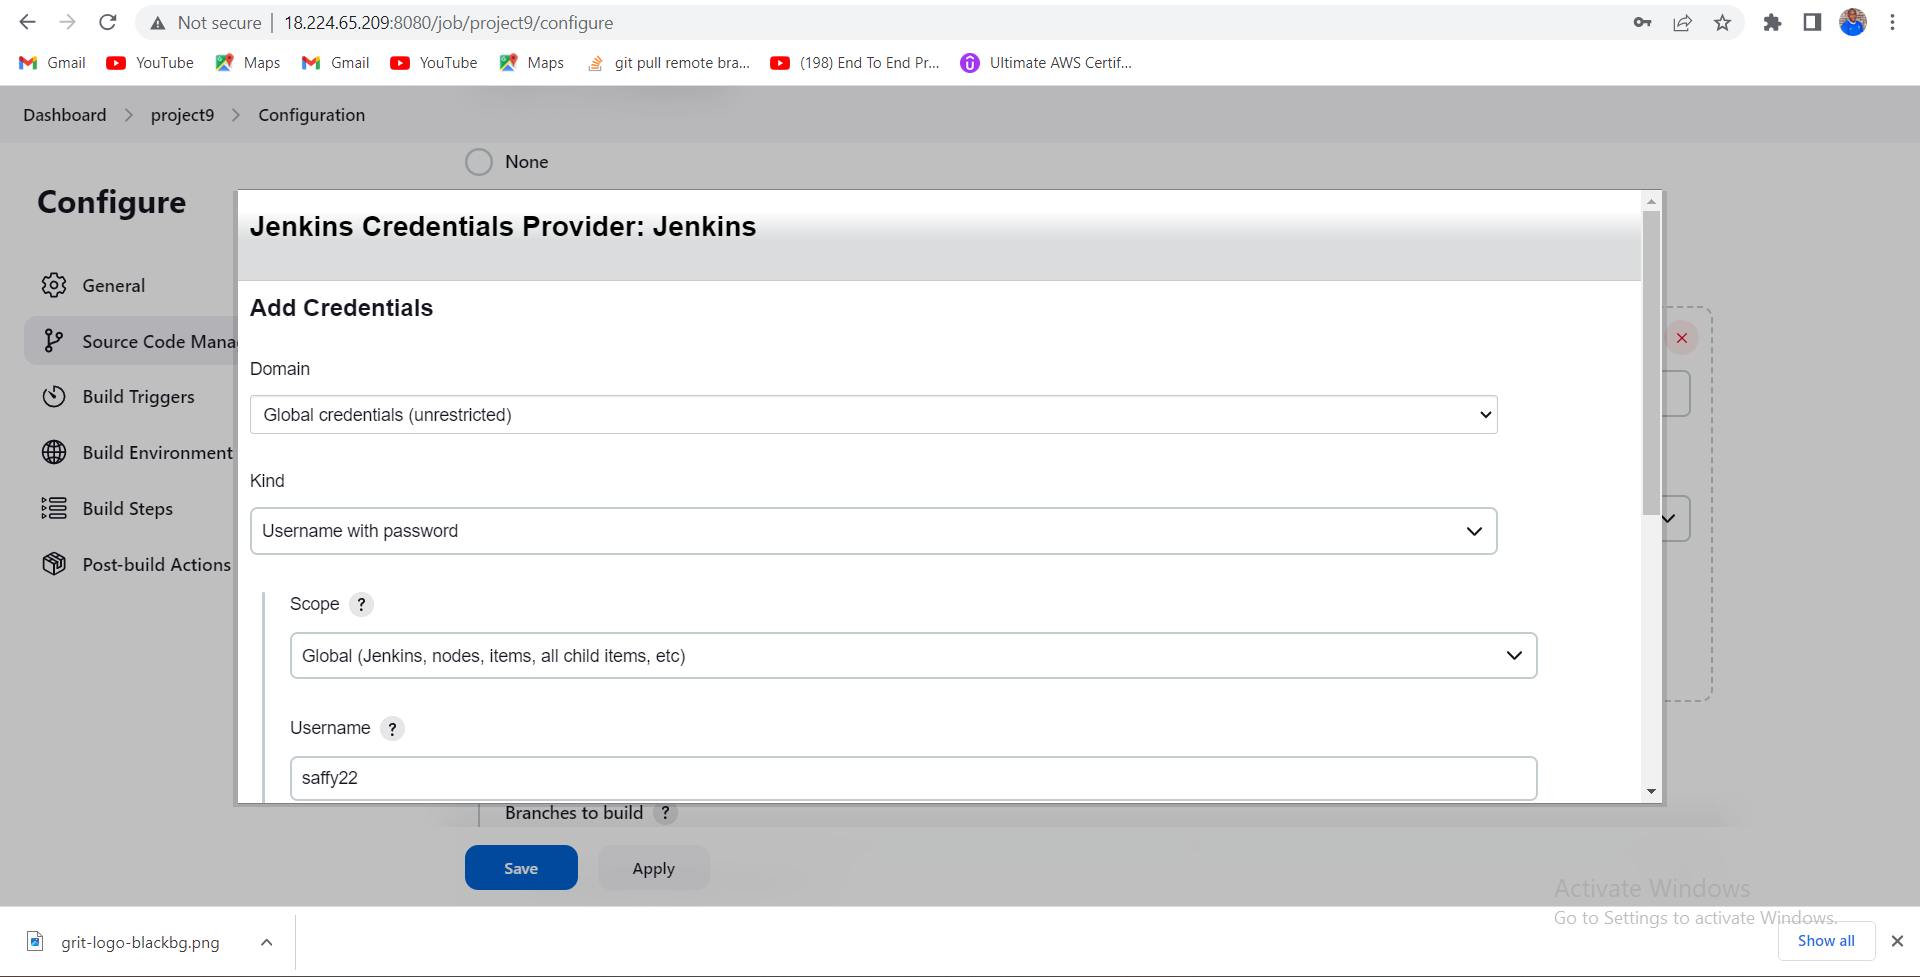 Not secure
18.224.65.209:8080/job/project9/configure
Gmail
YouTube
Maps
Gmail
YouTube
Maps
git pull remote bra...
(198) End To End Pr...
Ultimate AWS Certif...
Dashboard
project9
Configuration
None
Configure
General
Source Code Mana
Build Triggers
Build Environment
Build Steps
Post-build Actions
Jenkins Credentials Provider: Jenkins
Add Credentials
Domain
Global credentials (unrestricted)
Kind
Username with password
Scope ?
Global (Jenkins, nodes, items, all child items, etc)
Username ?
saffy22
Branches to build ?
Save
Apply
Activate Windows
Go to Settings to activate Windows.
grit-logo-blackbg.png
Show all